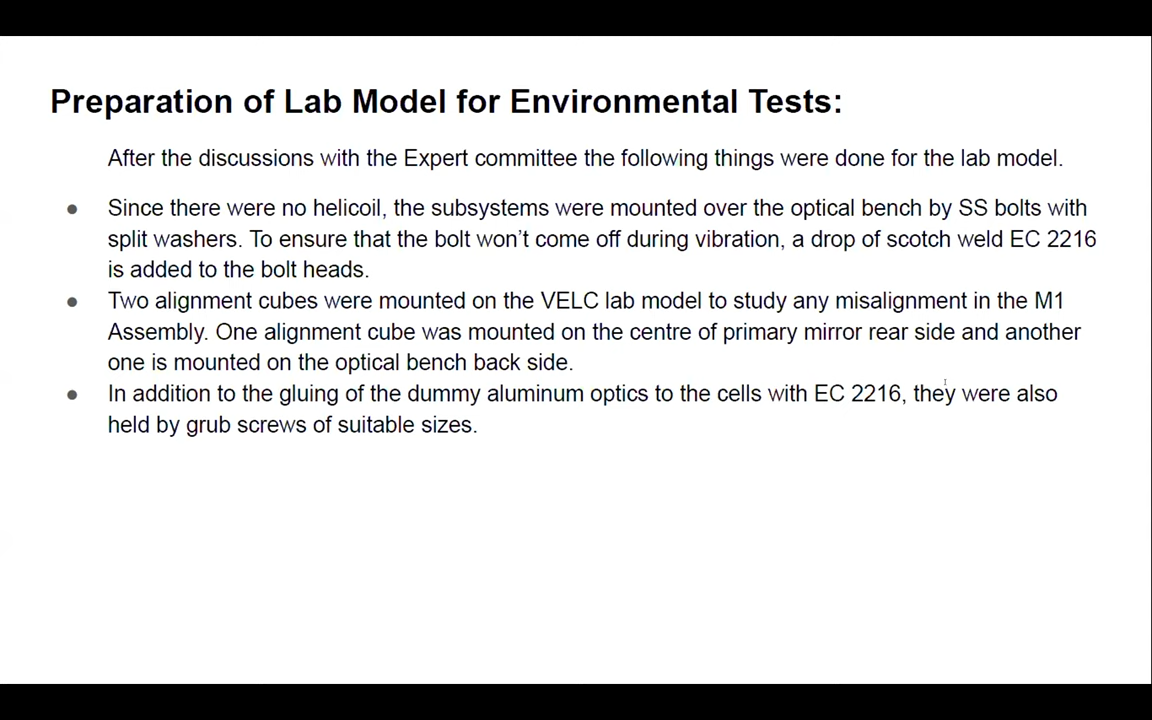 Preparation of Lab Model for Environmental Tests:
After the discussions with the Expert committee the following things were done for the lab model.
● Since there were no helicoil, the subsystems were mounted over the optical bench by SS bolts with
split washers. To ensure that the bolt won’t come off during vibration, a drop of scotch weld EC 2216
is added to the bolt heads.
● Two alignment cubes were mounted on the VELC lab model to study any misalignment in the M1
Assembly. One alignment cube was mounted on the centre of primary mirror rear side and another
one is mounted on the optical bench back side.
● In addition to the gluing of the dummy aluminum optics to the cells with EC 2216, they were also
held by grub screws of suitable sizes.